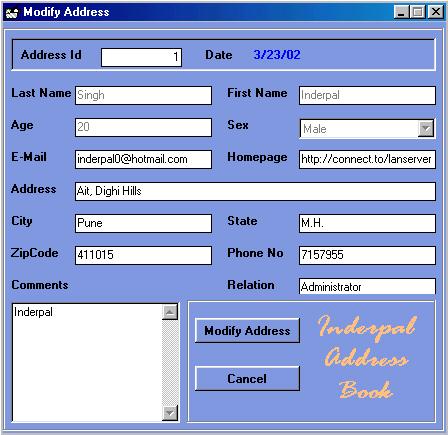 Modify Address
Address Id 1 Date 3/23/02
Last Name Singh First Name Inderpal
Age 20 Sex Male
E-Mail inderpal0@hotmail.com Homepage http://connect.to/lanserver
Address Ait, Dighi Hills
City Pune State M.H.
ZipCode 411015 Phone No 7157955
Comments Relation Administrator
Inderpal
Modify Address
Cancel
Inderpal
Address
Book